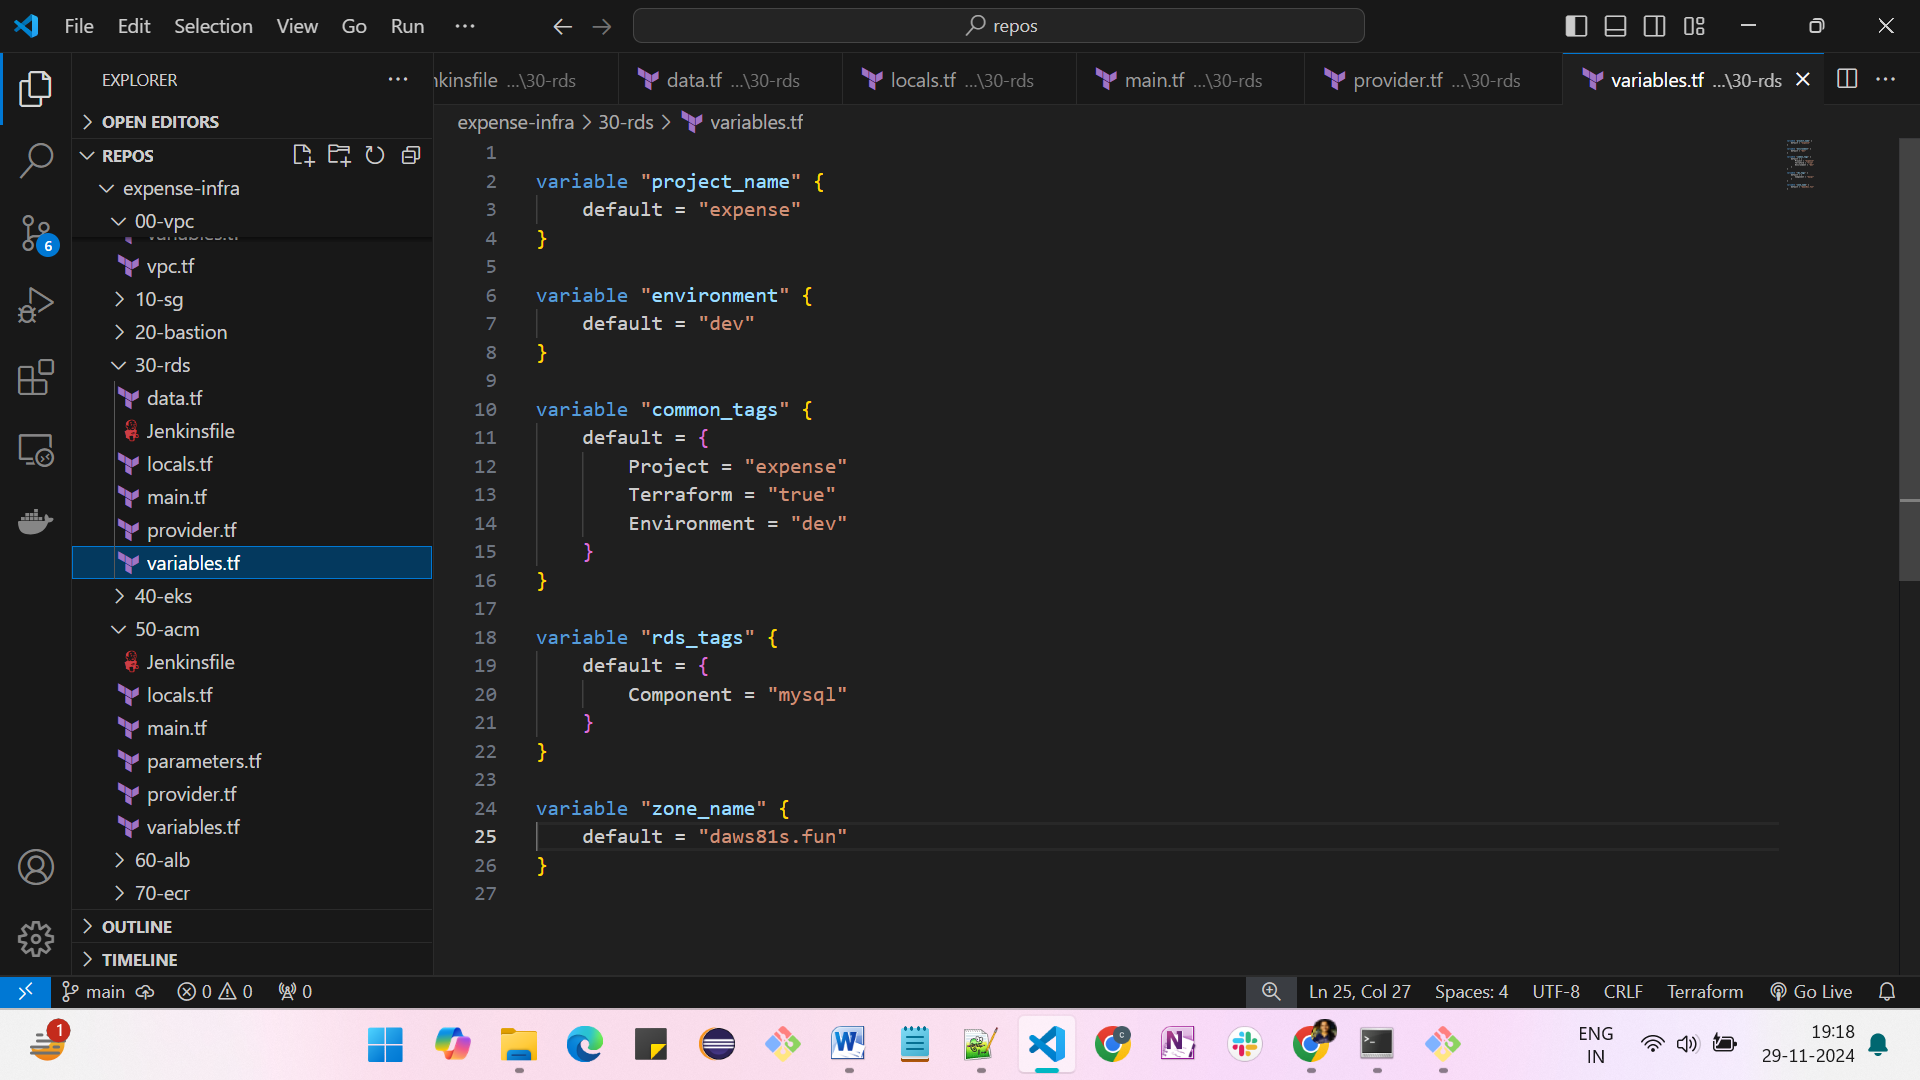 File Edit Selection View Go Run ··· repos
EXPLORER ···
OPEN EDITORS
REPOS
expense-infra
00-vpc
vpc.tf
10-sg
20-bastion
30-rds
data.tf
Jenkinsfile
locals.tf
main.tf
provider.tf
variables.tf
40-eks
50-acm
Jenkinsfile
locals.tf
main.tf
parameters.tf
provider.tf
variables.tf
60-alb
70-ecr
OUTLINE
TIMELINE
6
nkinsfile ...\30-rds data.tf ...\30-rds locals.tf ...\30-rds main.tf ...\30-rds provider.tf ...\30-rds variables.tf ...\30-rds
expense-infra > 30-rds > variables.tf
1
2 variable "project_name" {
3 default = "expense"
4 }
5
6 variable "environment" {
7 default = "dev"
8 }
9
10 variable "common_tags" {
11 default = {
12 Project = "expense"
13 Terraform = "true"
14 Environment = "dev"
15 }
16 }
17
18 variable "rds_tags" {
19 default = {
20 Component = "mysql"
21 }
22 }
23
24 variable "zone_name" {
25 default = "daws81s.fun"
26 }
27
main 0 0 0 Ln 25, Col 27 Spaces: 4 UTF-8 CRLF Terraform Go Live
1 ENG 19:18
IN 29-11-2024